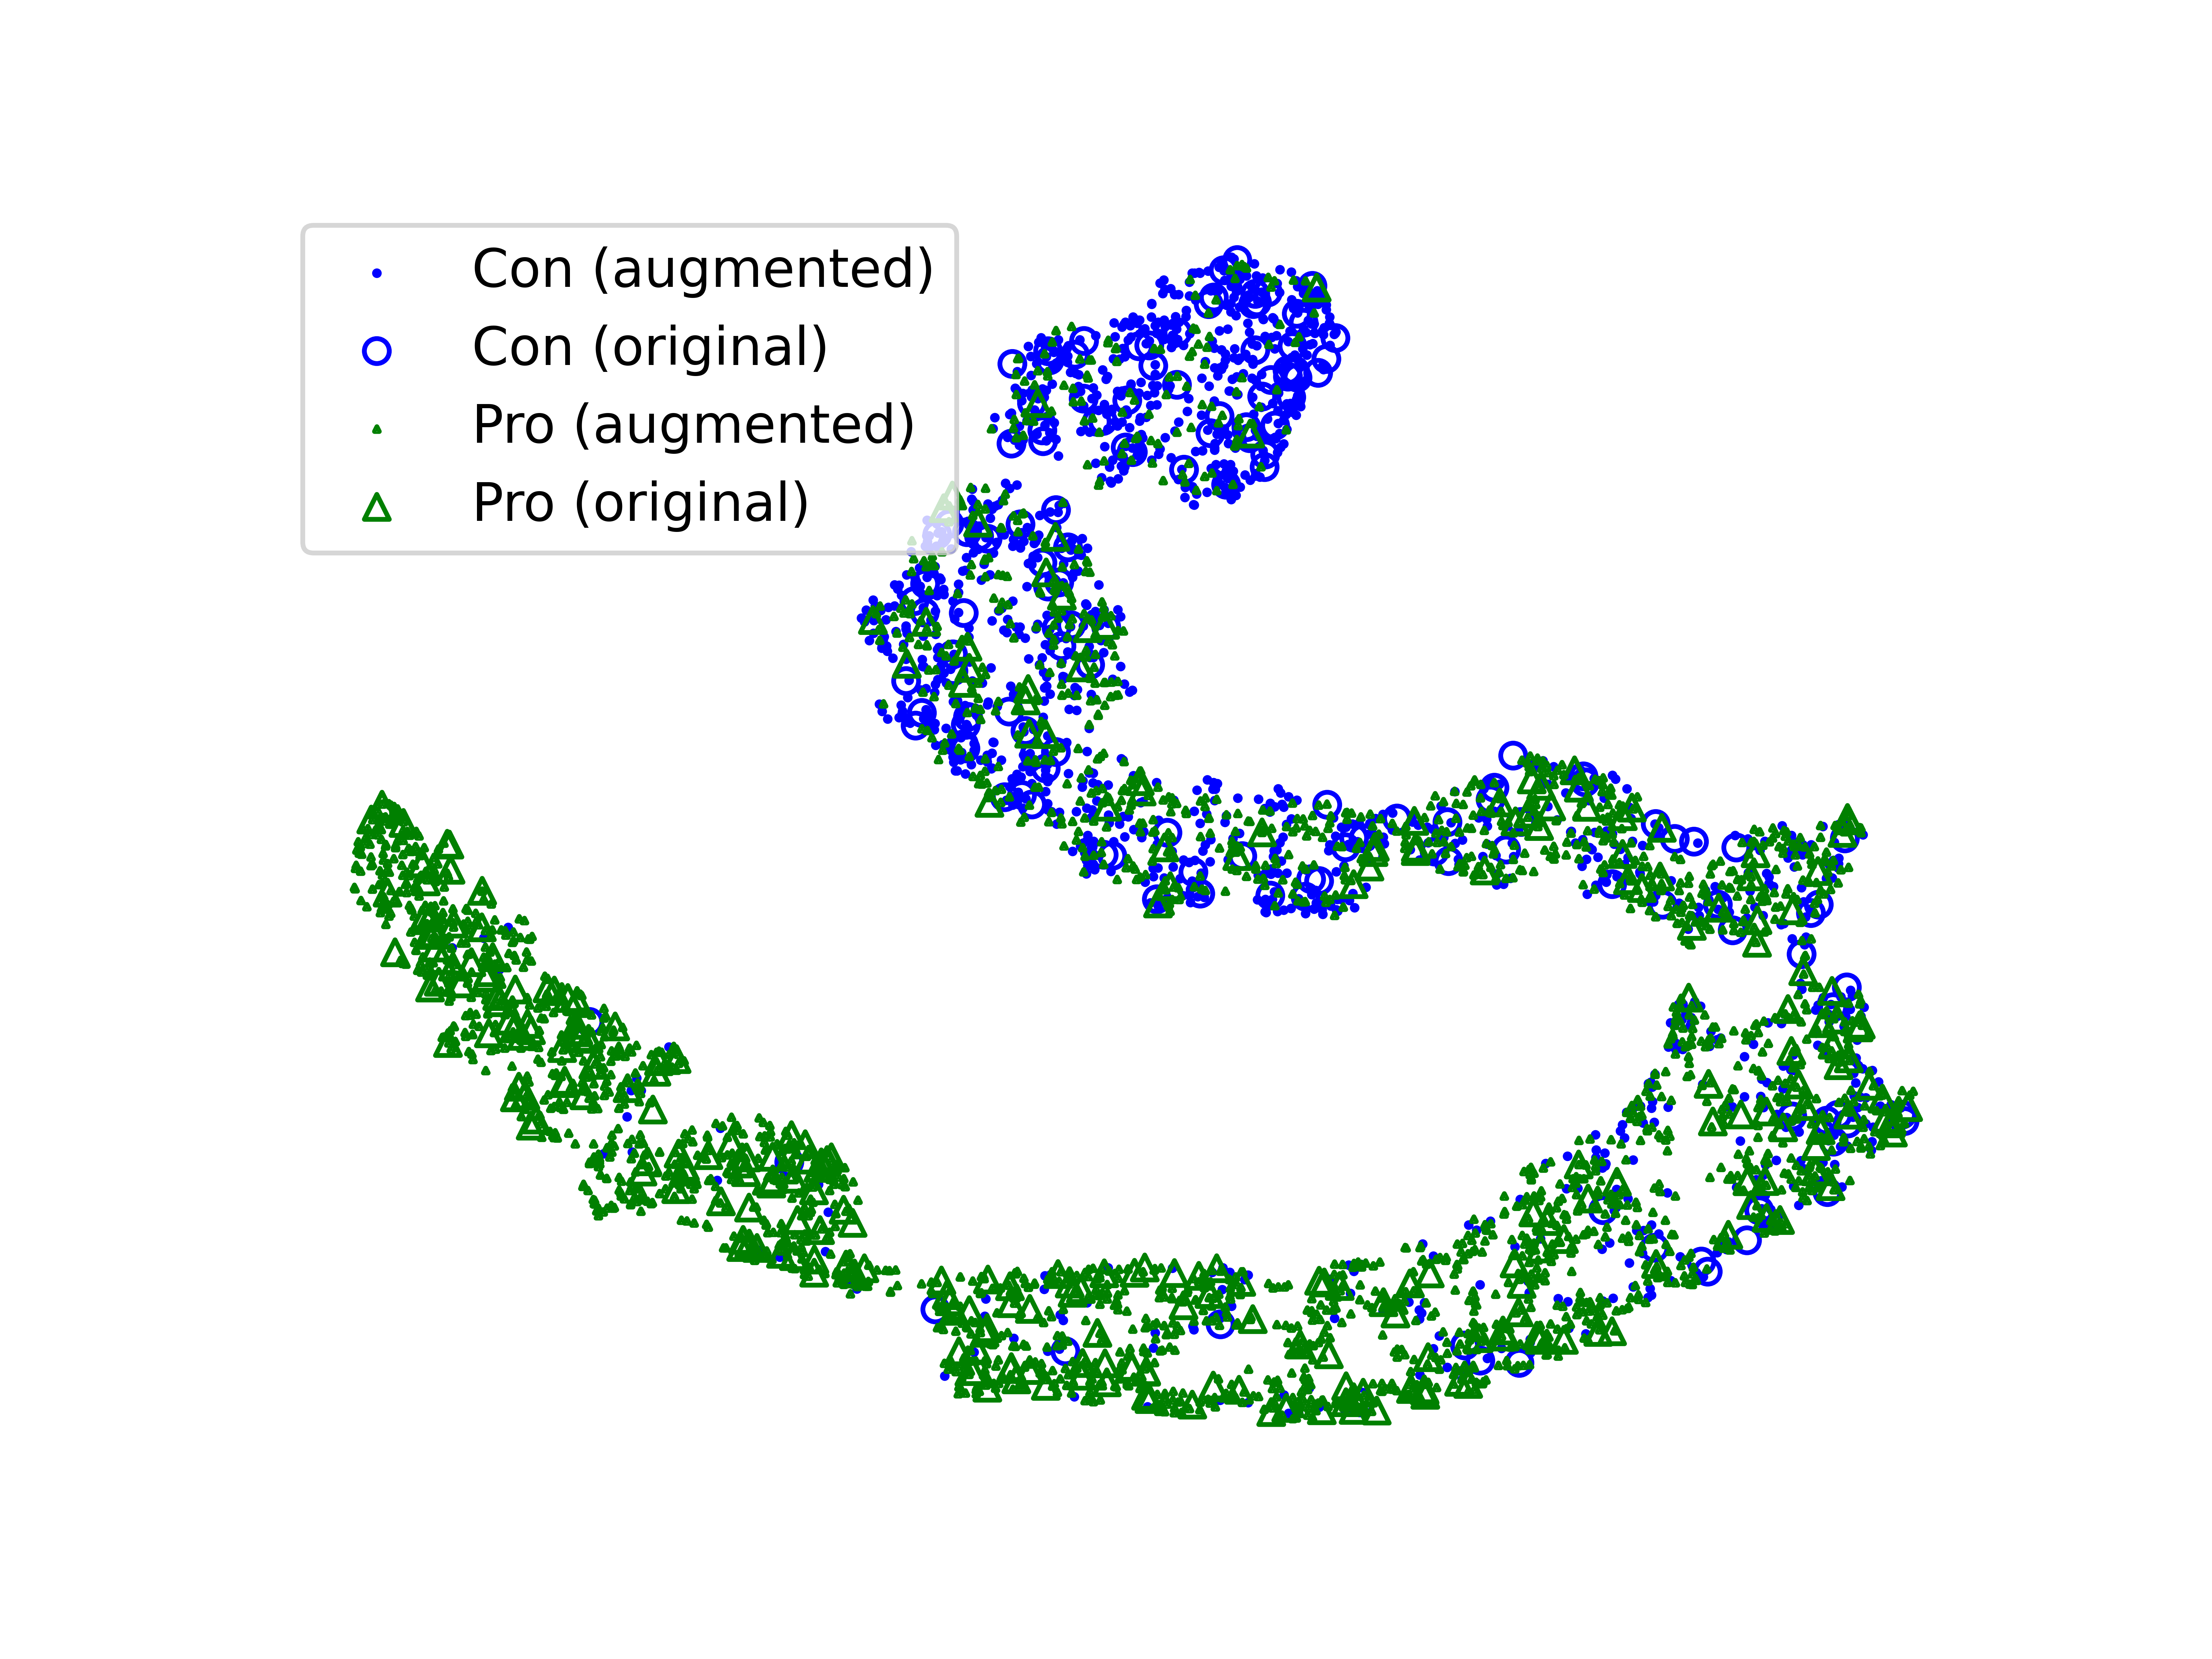 Con (augmented)
Con (original)
Pro (augmented)
Pro (original)